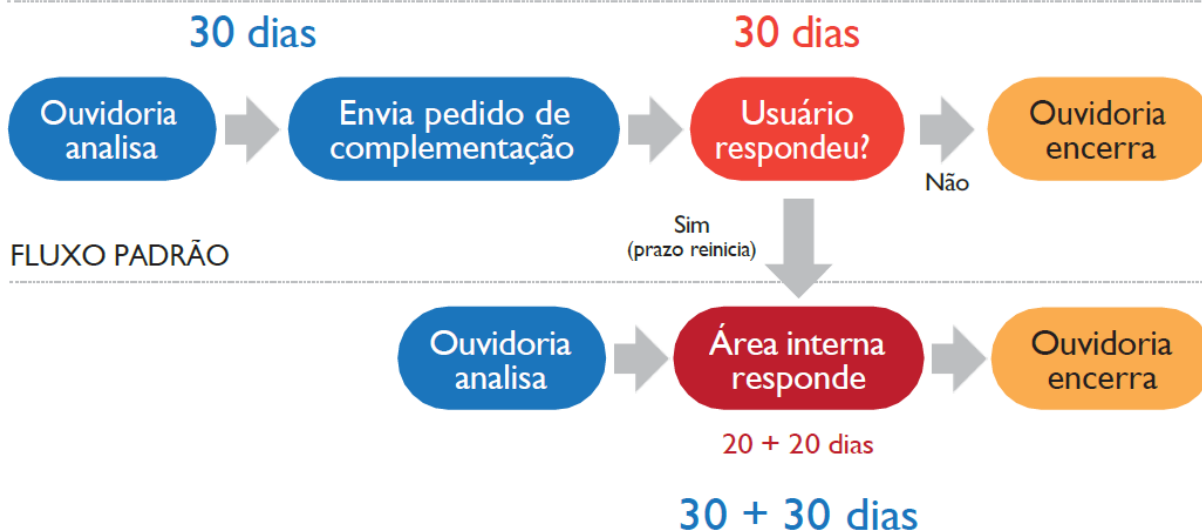 30 dias
30 dias
Ouvidoria
analisa
Envia pedido de
complementação
Usuário
respondeu?
Não
Ouvidoria
encerra
Sim
(prazo reinicia)
FLUXO PADRÃO
Ouvidoria
analisa
Área interna
responde
Ouvidoria
encerra
20 + 20 dias
30 + 30 dias